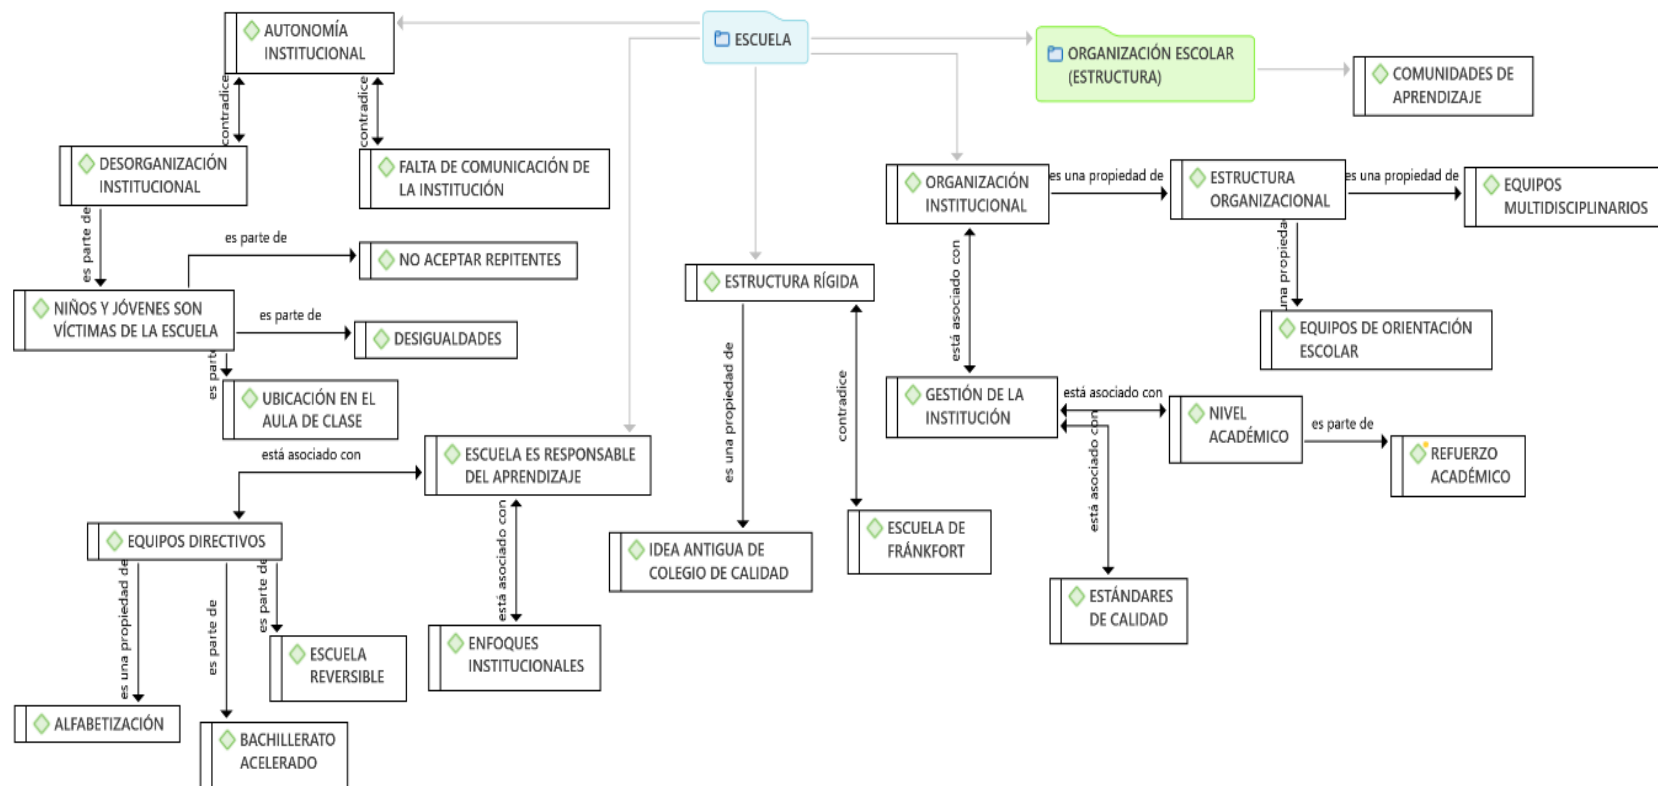 AUTONOMÍA
INSTITUCIONAL
ESCUELA
ORGANIZACIÓN ESCOLAR
(ESTRUCTURA)
COMUNIDADES DE
APRENDIZAJE
contradice
contradice
DESORGANIZACIÓN
INSTITUCIONAL
FALTA DE COMUNICACIÓN DE
LA INSTITUCIÓN
ORGANIZACIÓN
INSTITUCIONAL
es una propiedad de
ESTRUCTURA
ORGANIZACIONAL
es una propiedad de
EQUIPOS
MULTIDISCIPLINARIOS
es parte de
es parte de
NO ACEPTAR REPITENTES
ESTRUCTURA RÍGIDA
está asociado con
una propieda
NIÑOS Y JÓVENES SON
VÍCTIMAS DE LA ESCUELA
es parte de
DESIGUALDADES
EQUIPOS DE ORIENTACIÓN
ESCOLAR
es parte
UBICACIÓN EN EL
AULA DE CLASE
es una propiedad de
contradice
GESTIÓN DE LA
INSTITUCIÓN
está asociado con
NIVEL
ACADÉMICO
es parte de
REFUERZO
ACADÉMICO
está asociado con
está asociado con
ESCUELA ES RESPONSABLE
DEL APRENDIZAJE
EQUIPOS DIRECTIVOS
está asociado con
IDEA ANTIGUA DE
COLEGIO DE CALIDAD
ESCUELA DE
FRÁNKFORT
ESTÁNDARES
DE CALIDAD
es una propiedad de
es parte de
es parte de
ESCUELA
REVERSIBLE
ENFOQUES
INSTITUCIONALES
ALFABETIZACIÓN
BACHILLERATO
ACELERADO